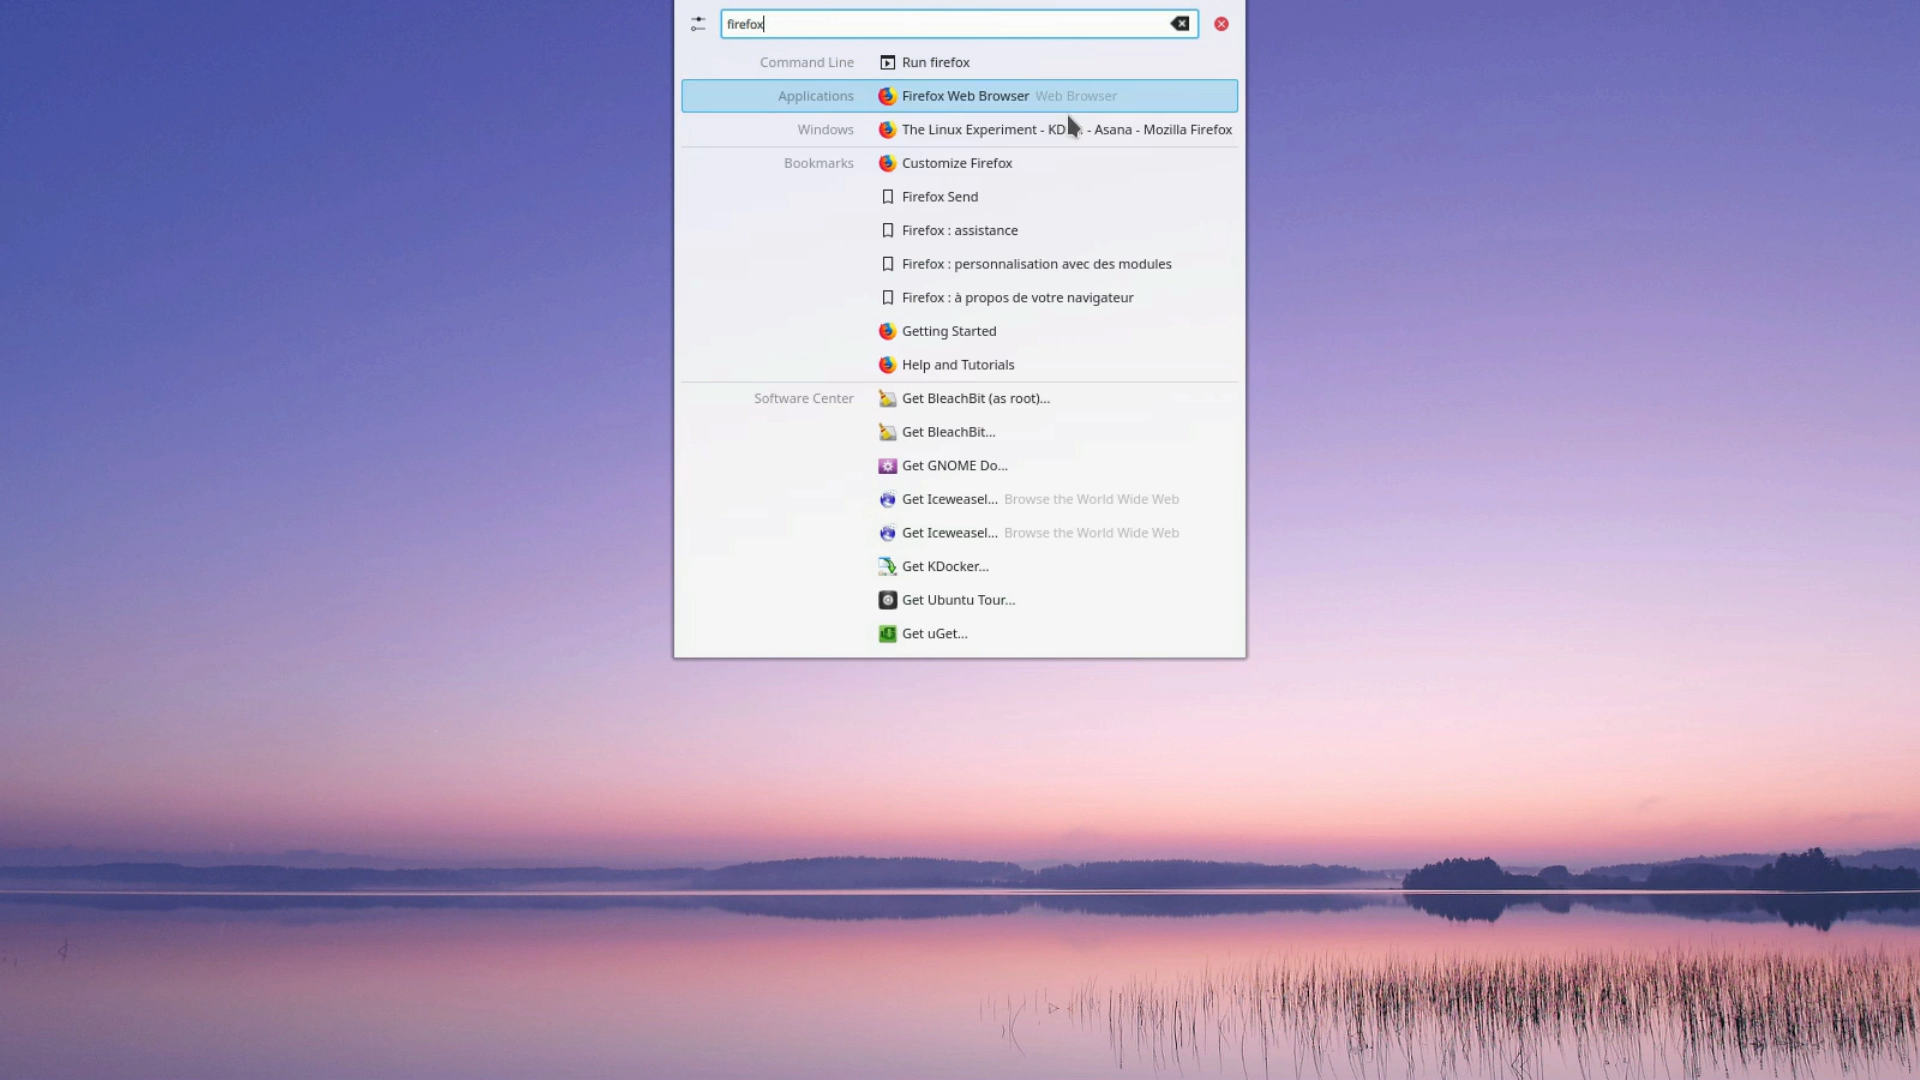 firefox
Command Line Run firefox
Applications Firefox Web Browser Web Browser
Windows The Linux Experiment - KD - Asana - Mozilla Firefox
Bookmarks Customize Firefox
Firefox Send
Firefox : assistance
Firefox : personnalisation avec des modules
Firefox : à propos de votre navigateur
Getting Started
Help and Tutorials
Software Center Get BleachBit (as root)...
Get BleachBit...
Get GNOME Do...
Get Iceweasel... Browse the World Wide Web
Get Iceweasel... Browse the World Wide Web
Get KDocker...
Get Ubuntu Tour...
Get uGet...